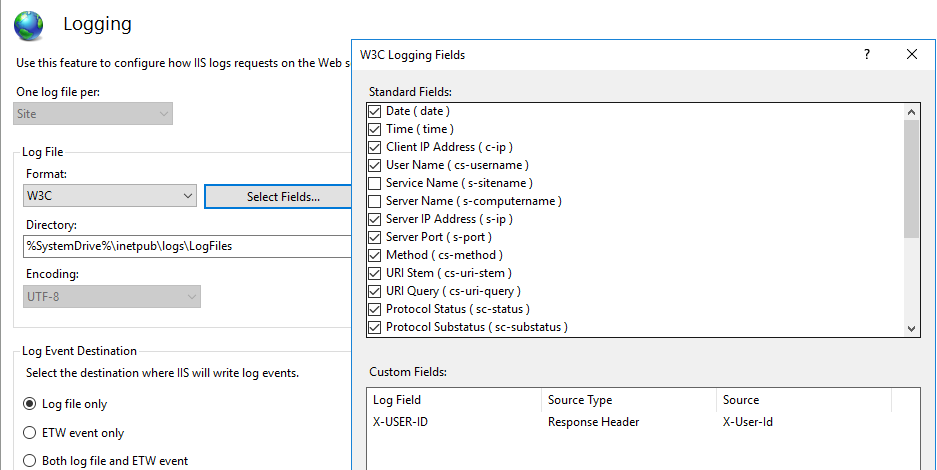 Logging
Use this feature to configure how IIS logs requests on the Web s
One log file per:
Site
Log File
Format:
W3C
Select Fields...
Directory:
%SystemDrive%\inetpub\logs\LogFiles
Encoding:
UTF-8
Log Event Destination
Select the destination where IIS will write log events.
Log file only
ETW event only
Both log file and ETW event
W3C Logging Fields
?
Standard Fields:
Date ( date )
Time ( time )
Client IP Address ( c-ip )
User Name ( cs-username )
Service Name ( s-sitename )
Server Name ( s-computername )
Server IP Address ( s-ip )
Server Port ( s-port )
Method ( cs-method )
URI Stem ( cs-uri-stem )
URI Query ( cs-uri-query )
Protocol Status ( sc-status )
Protocol Substatus ( sc-substatus )
Custom Fields:
Log Field Source Type Source
X-USER-ID Response Header X-User-Id